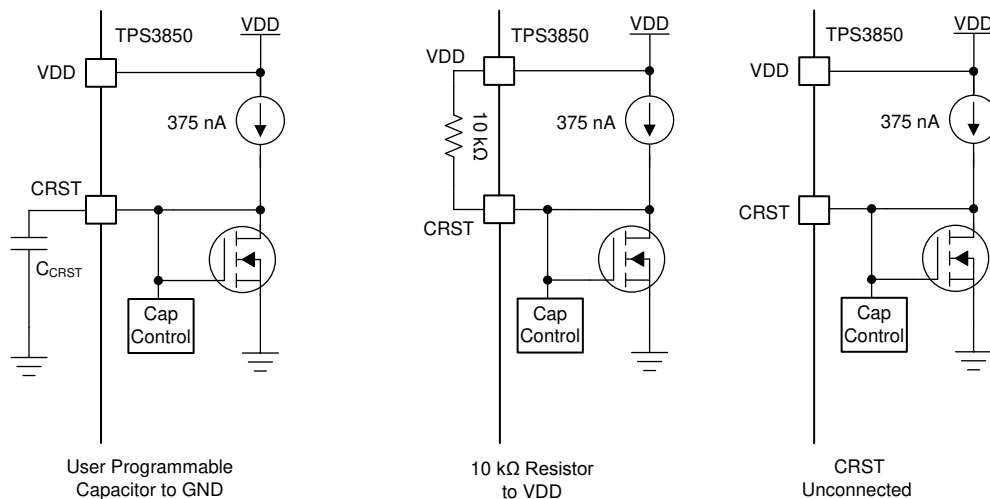 TPS3850
VDD
VDD
375 nA
CRST
C_CRST
Cap
Control
User Programmable
Capacitor to GND
TPS3850
VDD
VDD
10 kΩ
375 nA
CRST
Cap
Control
10 kΩ Resistor
to VDD
TPS3850
VDD
VDD
375 nA
CRST
Cap
Control
CRST
Unconnected